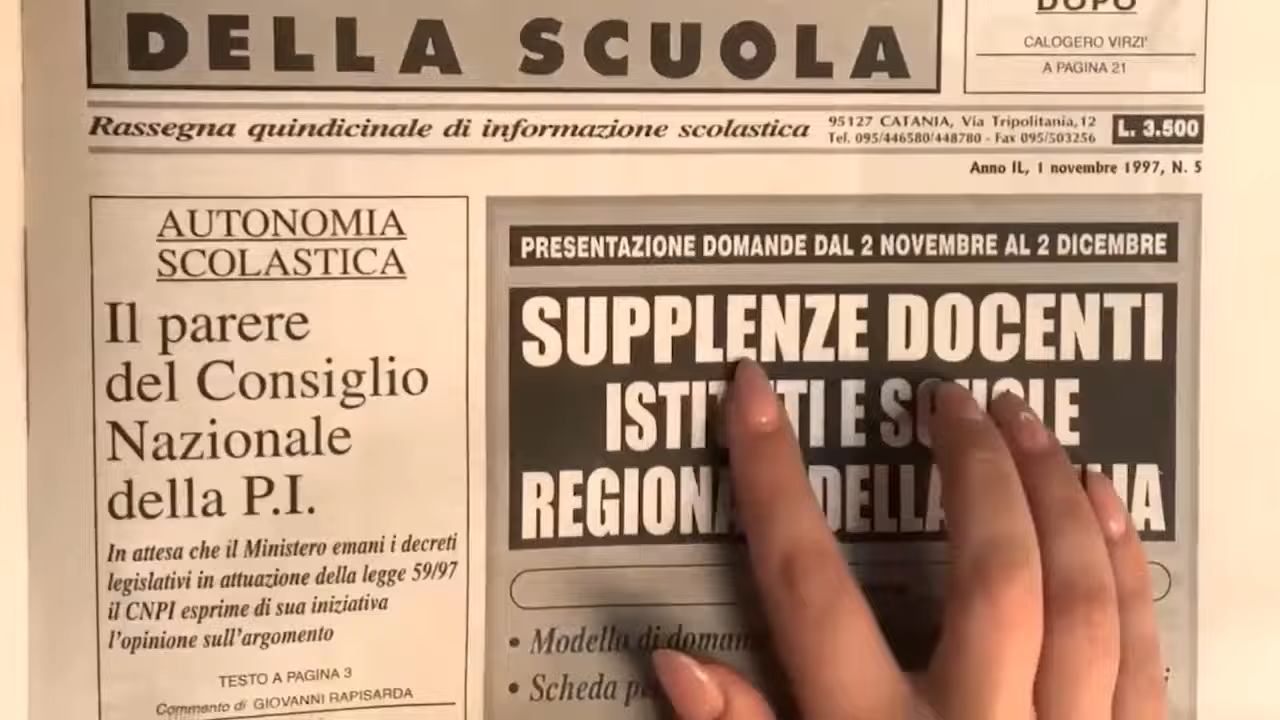 DELLA SCUOLA
DOPO
CALOGERO VIRZI'
A PAGINA 21
Rassegna quindicinale di informazione scolastica
95127 CATANIA, Via Tripolitania, 12
Tel. 095/446580/448780 - Fax 095/503256
L. 3.500
Anno IL, 1 novembre 1997, N. 5
AUTONOMIA
SCOLASTICA
Il parere
del Consiglio
Nazionale
della P.I.
In attesa che il Ministero emani i decreti
legislativi in attuazione della legge 59/97
il CNPI esprime di sua iniziativa
l'opinione sull'argomento
TESTO A PAGINA 3
Commento di GIOVANNI RAPISARDA
PRESENTAZIONE DOMANDE DAL 2 NOVEMBRE AL 2 DICEMBRE
SUPPLENZE DOCENTI
ISTITUTI E SCUOLE
DELLA
• Modello di
• Scheda